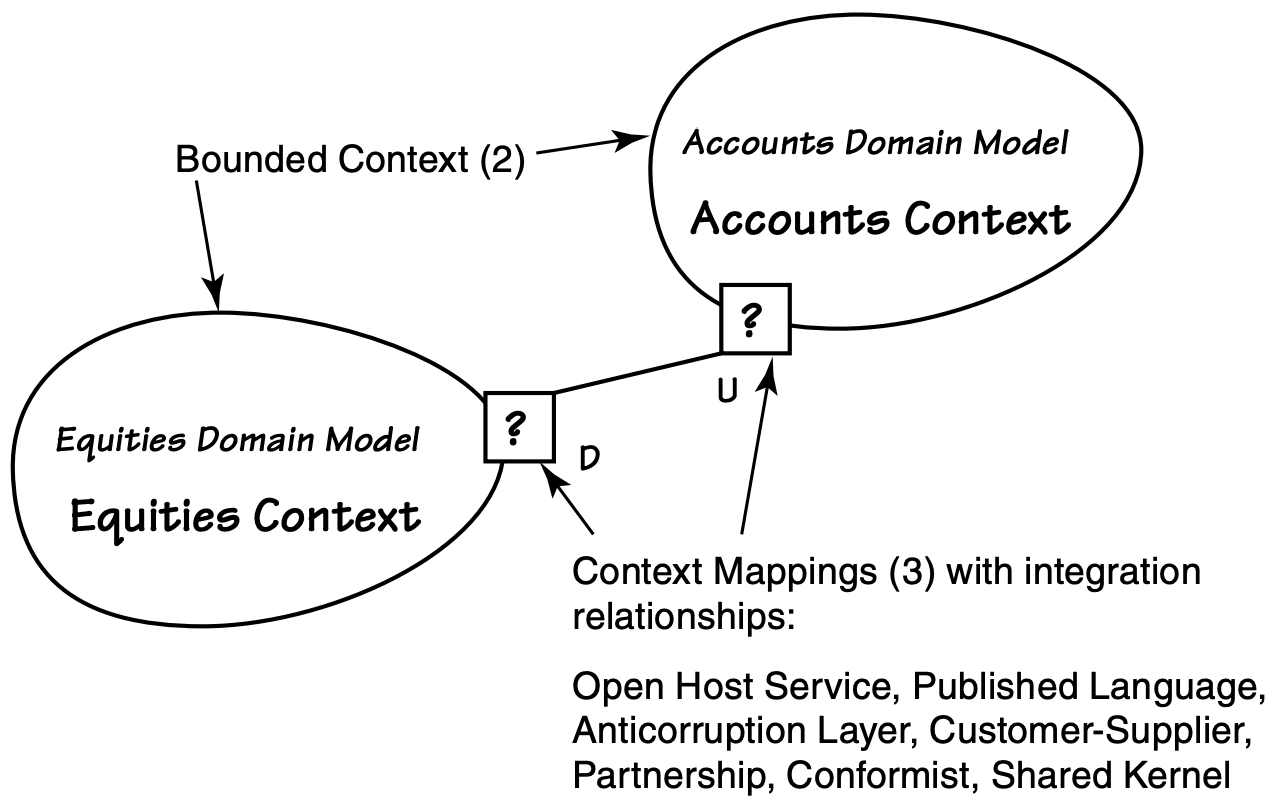 Accounts Domain Model
Bounded Context (2)
Accounts Context
?
U
?
D
Equities Domain Model
Equities Context
Context Mappings (3) with integration
relationships:
Open Host Service, Published Language,
Anticorruption Layer, Customer-Supplier,
Partnership, Conformist, Shared Kernel